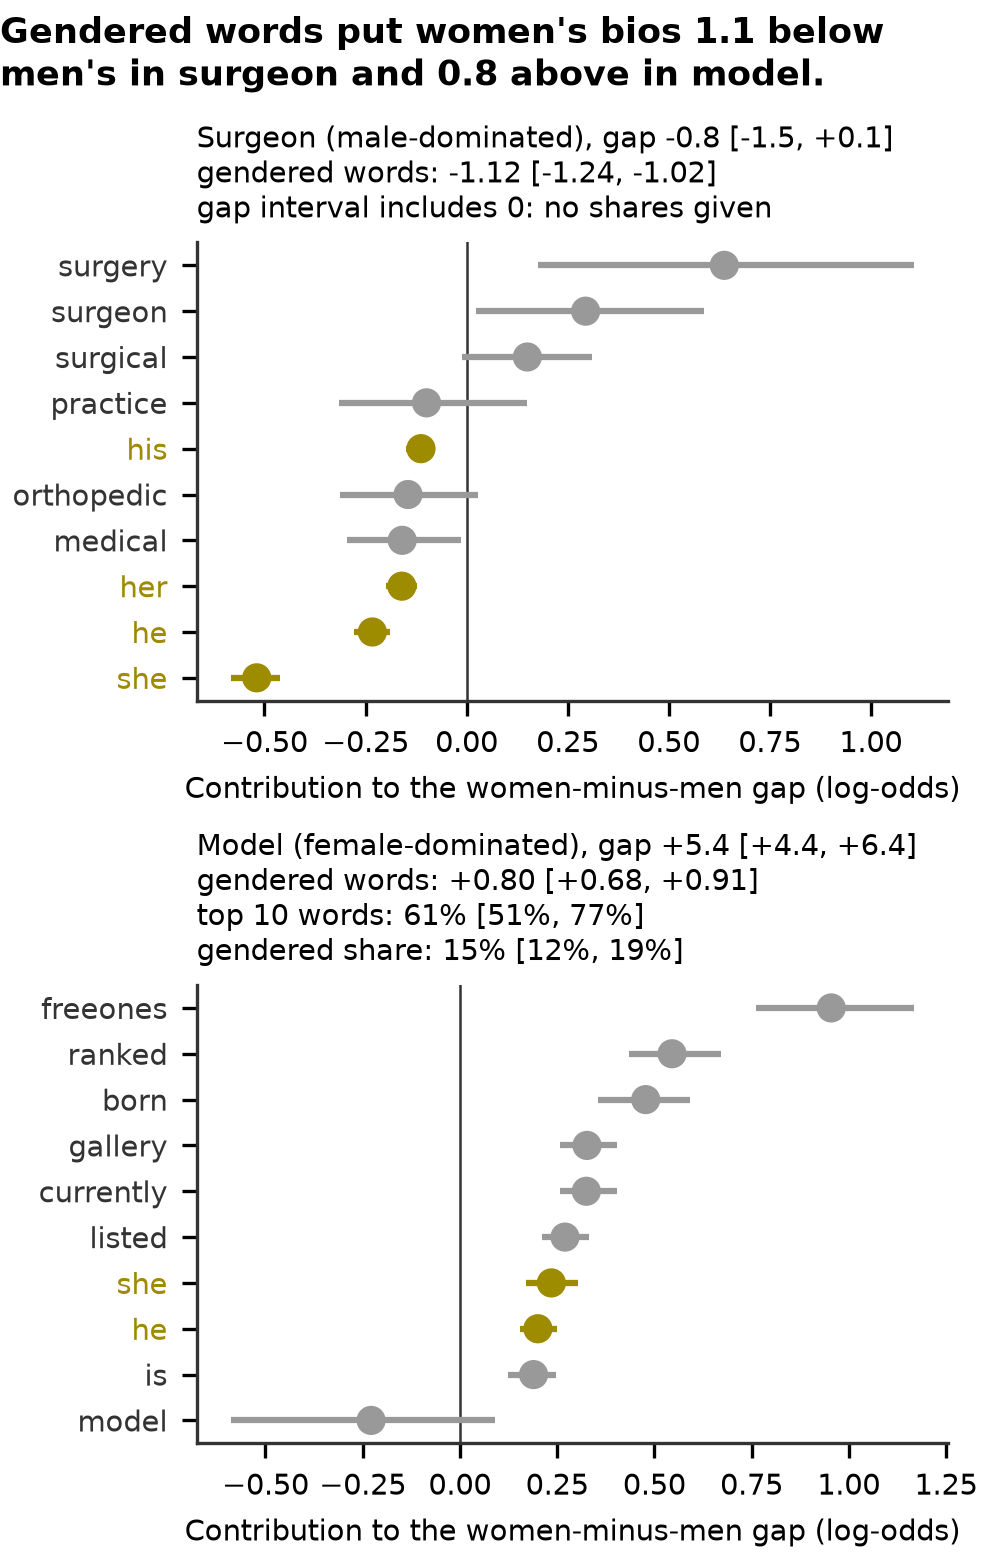 Gendered words put women's bios 1.1 below
men's in surgeon and 0.8 above in model.
Surgeon (male-dominated), gap -0.8 [-1.5, +0.1]
gendered words: -1.12 [-1.24, -1.02]
gap interval includes 0: no shares given
surgery
surgeon
surgical
practice
his
orthopedic
medical
her
he
she
−0.50 −0.25 0.00 0.25 0.50 0.75 1.00
Contribution to the women-minus-men gap (log-odds)
Model (female-dominated), gap +5.4 [+4.4, +6.4]
gendered words: +0.80 [+0.68, +0.91]
top 10 words: 61% [51%, 77%]
gendered share: 15% [12%, 19%]
freeones
ranked
born
gallery
currently
listed
she
he
is
model
−0.50 −0.25 0.00 0.25 0.50 0.75 1.00 1.25
Contribution to the women-minus-men gap (log-odds)